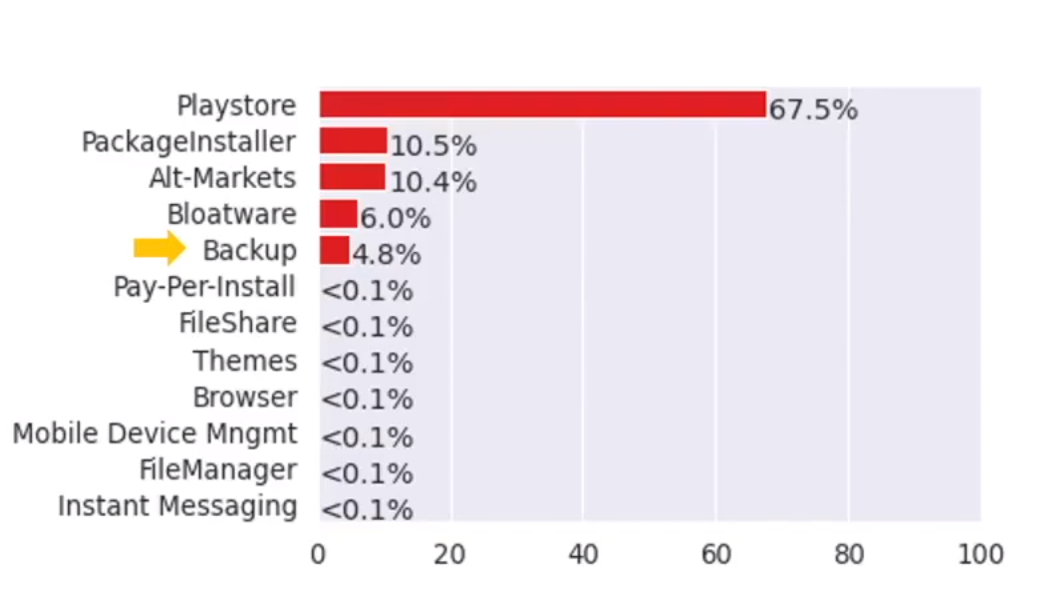 Playstore 67.5%
PackageInstaller 10.5%
Alt-Markets 10.4%
Bloatware 6.0%
Backup 4.8%
Pay-Per-Install <0.1%
FileShare <0.1%
Themes <0.1%
Browser <0.1%
Mobile Device Mngmt <0.1%
FileManager <0.1%
Instant Messaging <0.1%
0 20 40 60 80 100